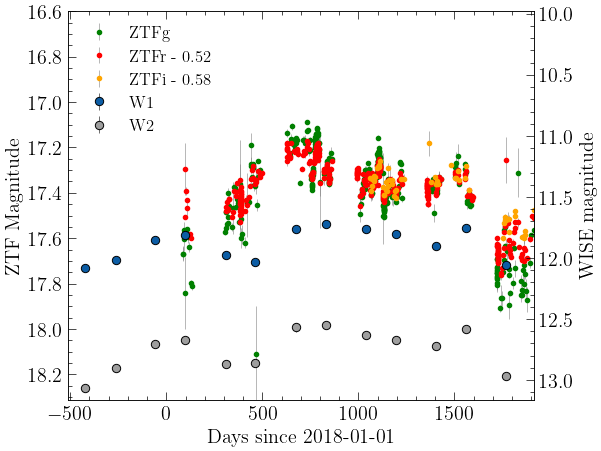 ZTFg
ZTFr - 0.52
ZTFi - 0.58
W1
W2
ZTF Magnitude
16.6
16.8
17.0
17.2
17.4
17.6
17.8
18.0
18.2
WISE magnitude
10.0
10.5
11.0
11.5
12.0
12.5
13.0
−500
0
500
1000
1500
Days since 2018-01-01